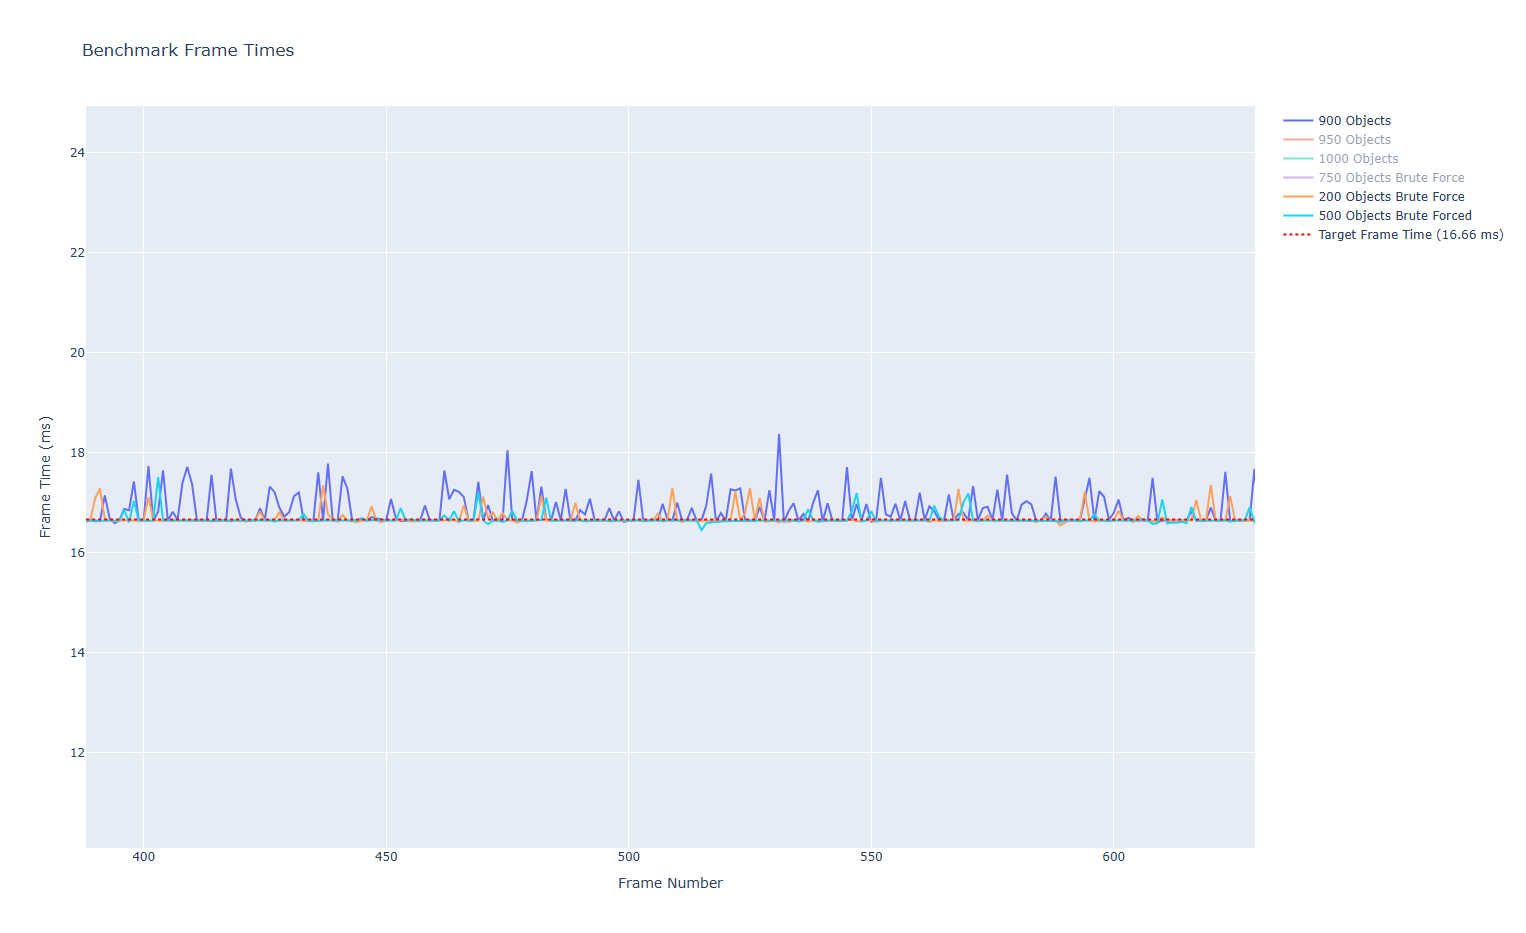 Benchmark Frame Times
24
22
20
18
16
14
12
Frame Time (ms)
400
450
500
550
600
Frame Number
900 Objects
950 Objects
1000 Objects
750 Objects Brute Force
200 Objects Brute Force
500 Objects Brute Forced
Target Frame Time (16.66 ms)